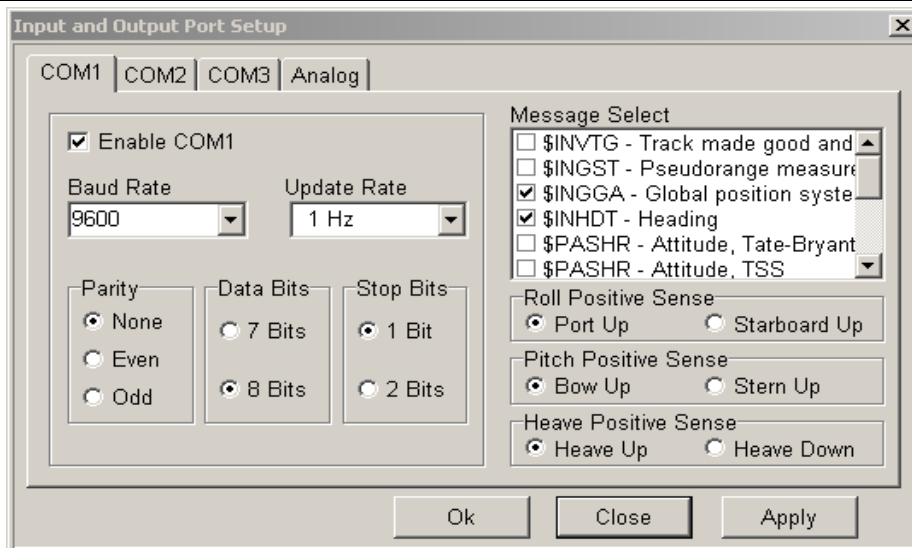 Input and Output Port Setup
COM1 COM2 COM3 Analog
Enable COM1
Baud Rate
9600
Update Rate
1 Hz
Parity
None
Even
Odd
Data Bits
7 Bits
8 Bits
Stop Bits
1 Bit
2 Bits
Message Select
$INVTG - Track made good and
$INGST - Pseudorange measure
$INGGA - Global position syste
$INHDT - Heading
$PASHR - Attitude, Tate-Bryant
$PASHR - Attitude, TSS
Roll Positive Sense
Port Up Starboard Up
Pitch Positive Sense
Bow Up Stern Up
Heave Positive Sense
Heave Up Heave Down
Ok Close Apply